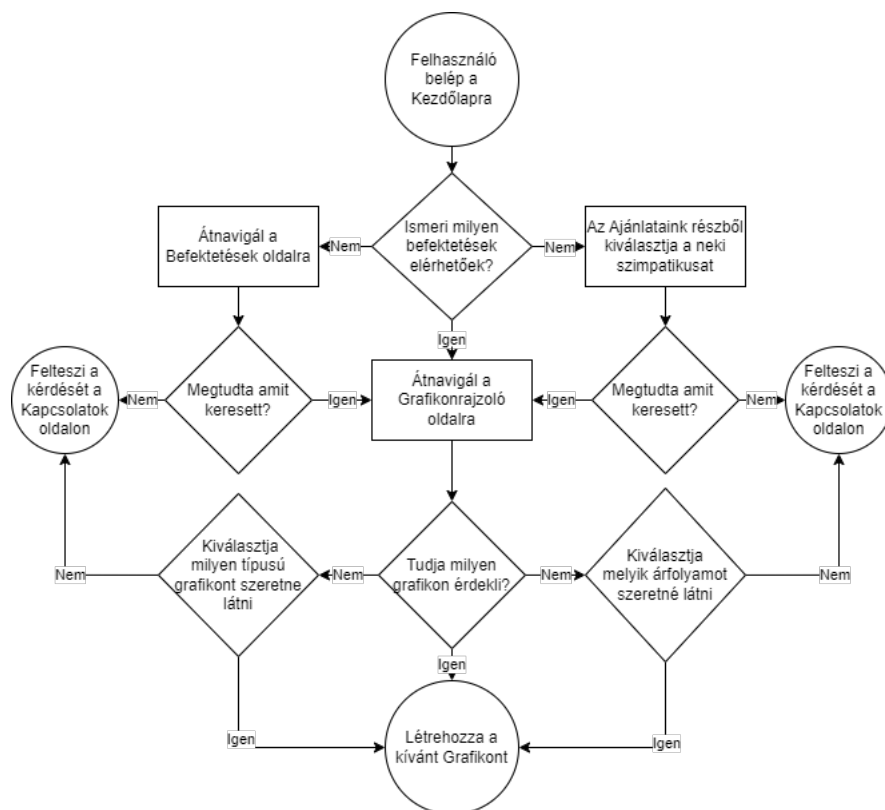 Felhasználó
belép a
Kezdőlapra
Ismeri milyen
befektetések
elérhetőek?
Nem
Nem
Átnavigál a
Befektetések oldalra
Az Ajánlataink részből
kiválasztja a neki
szimpatikusat
Igen
Felteszi a
kérdését a
Kapcsolatok
oldalon
Nem
Megtudta amit
keresett?
Igen
Átnavigál a
Grafikonrajzoló
oldalra
Igen
Megtudta amit
keresett?
Nem
Felteszi a
kérdését a
Kapcsolatok
oldalon
Nem
Kiválasztja
milyen típusú
grafikont szeretne
látni
Nem
Tudja milyen
grafikon érdekli?
Nem
Kiválasztja
melyik árfolyamot
szeretné látni
Nem
Igen
Igen
Létrehozza a
kívánt Grafikont
Igen